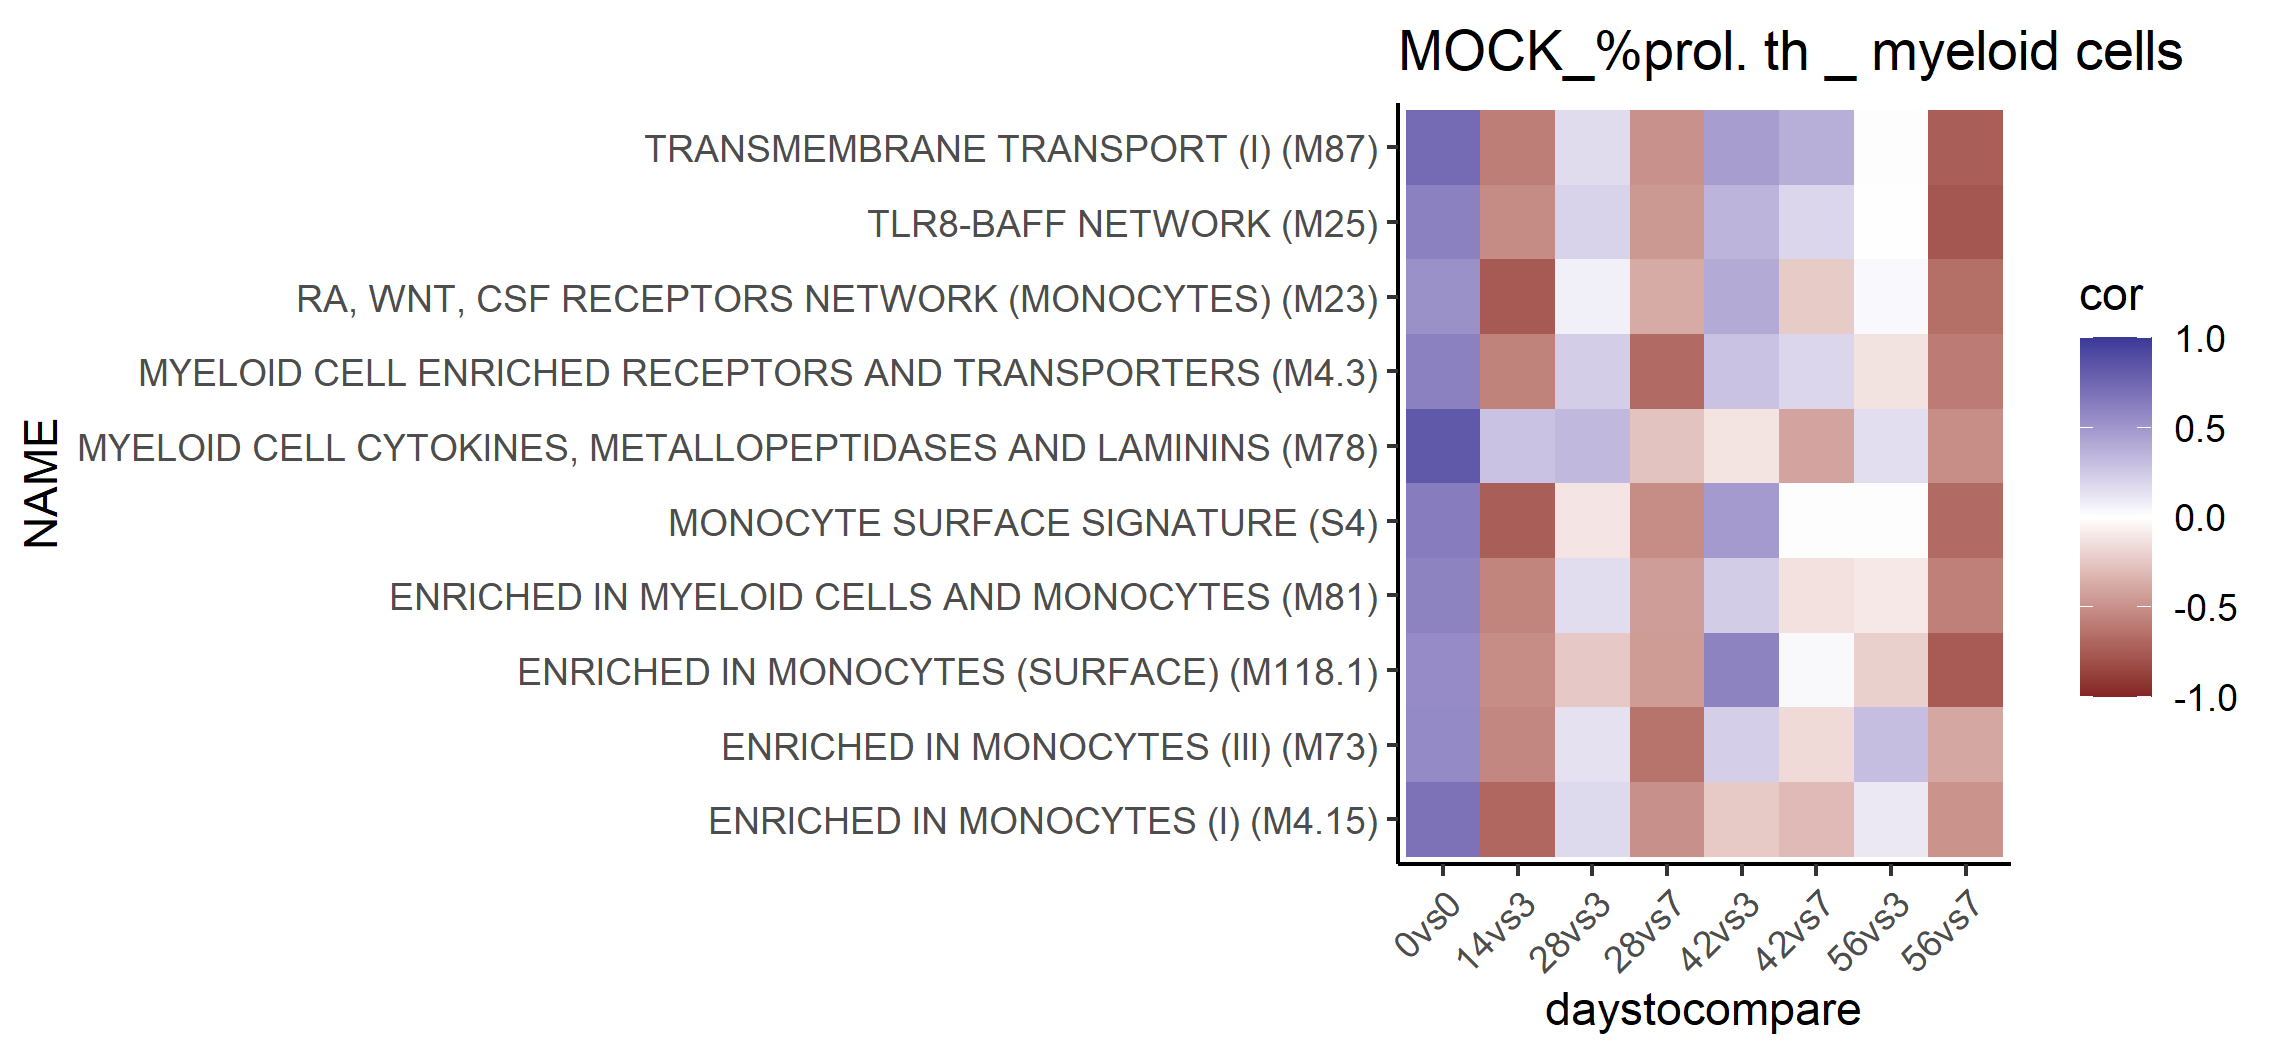 MOCK_%prol. th _ myeloid cells
TRANSMEMBRANE TRANSPORT (I) (M87)
TLR8-BAFF NETWORK (M25)
RA, WNT, CSF RECEPTORS NETWORK (MONOCYTES) (M23)
MYELOID CELL ENRICHED RECEPTORS AND TRANSPORTERS (M4.3)
MYELOID CELL CYTOKINES, METALLOPEPTIDASES AND LAMININS (M78)
MONOCYTE SURFACE SIGNATURE (S4)
ENRICHED IN MYELOID CELLS AND MONOCYTES (M81)
ENRICHED IN MONOCYTES (SURFACE) (M118.1)
ENRICHED IN MONOCYTES (III) (M73)
ENRICHED IN MONOCYTES (I) (M4.15)
NAME
0vs0
14vs3
28vs3
28vs7
42vs3
42vs7
56vs3
56vs7
daystocompare
cor
1.0
0.5
0.0
-0.5
-1.0